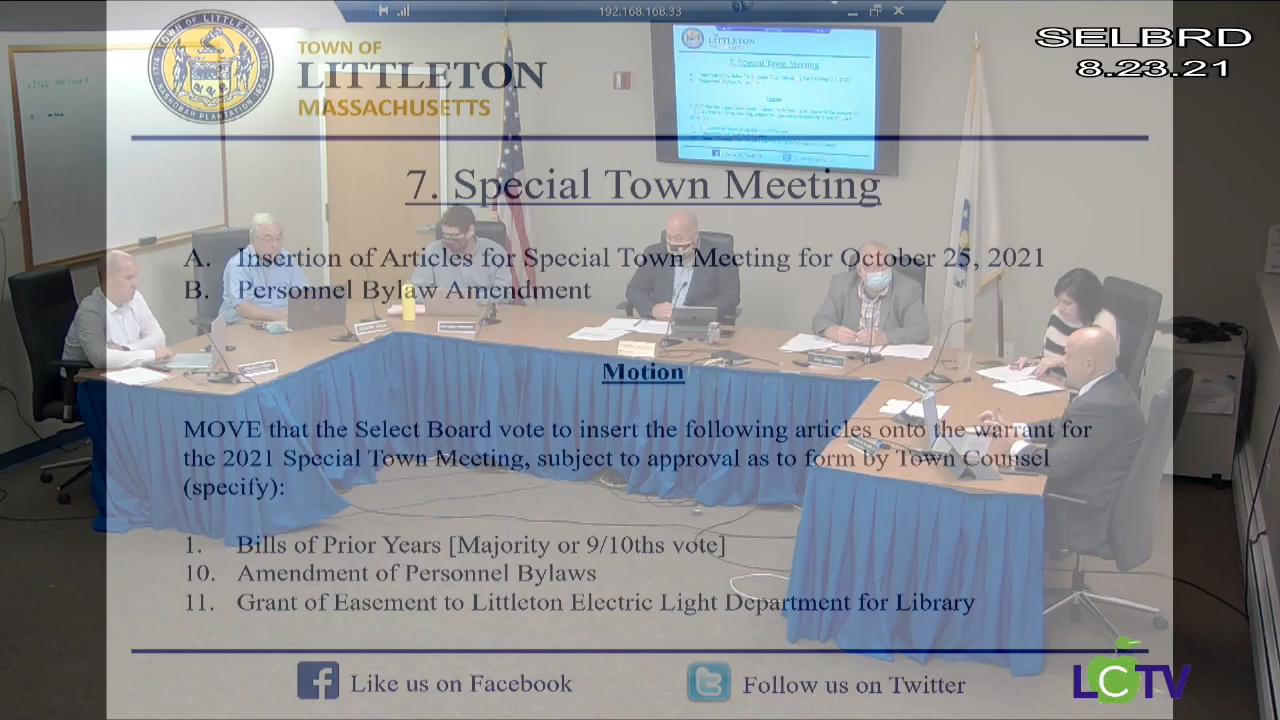 192.168.168.33
SELBRD
8.23.21
TOWN OF
LITTLETON
MASSACHUSETTS
7. Special Town Meeting
A. Insertion of Articles for Special Town Meeting for October 25, 2021
B. Personnel Bylaw Amendment
Motion
MOVE that the Select Board vote to insert the following articles onto the warrant for
the 2021 Special Town Meeting, subject to approval as to form by Town Counsel
(specify):
1. Bills of Prior Years [Majority or 9/10ths vote]
10. Amendment of Personnel Bylaws
11. Grant of Easement to Littleton Electric Light Department for Library
Like us on Facebook
Follow us on Twitter
LCTV
LITTLETON
7. Special Town Meeting